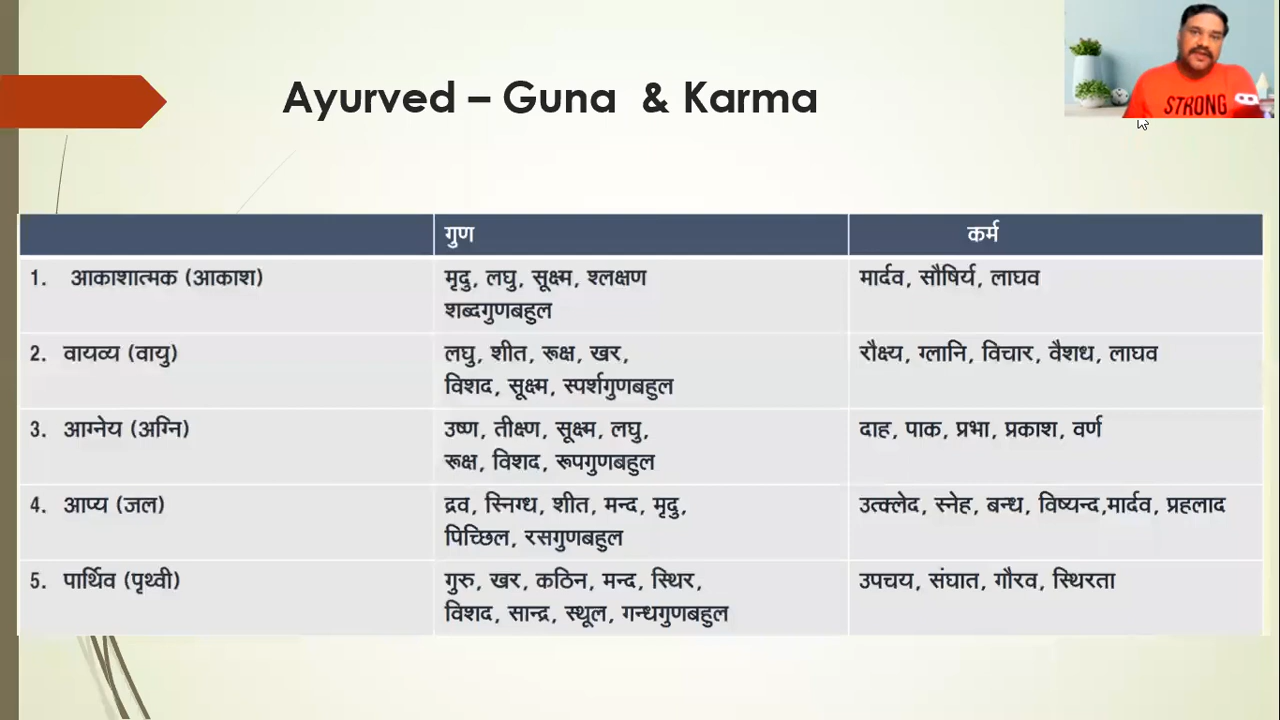 Ayurved – Guna & Karma
STRONG
गुण कर्म
1. आकाशात्मक (आकाश) मृदु, लघु, सूक्ष्म, श्लक्षण मार्दव, सौषिर्य, लाघव
शब्दगुणबहुल
2. वायव्य (वायु) लघु, शीत, रूक्ष, खर, रौक्ष्य, ग्लानि, विचार, वैशध, लाघव
विशद, सूक्ष्म, स्पर्शगुणबहुल
3. आग्नेय (अग्नि) उष्ण, तीक्ष्ण, सूक्ष्म, लघु, दाह, पाक, प्रभा, प्रकाश, वर्ण
रूक्ष, विशद, रूपगुणबहुल
4. आप्य (जल) द्रव, स्निग्ध, शीत, मन्द, मृदु, उत्क्लेद, स्नेह, बन्ध, विष्यन्द,मार्दव, प्रहलाद
पिच्छिल, रसगुणबहुल
5. पार्थिव (पृथ्वी) गुरु, खर, कठिन, मन्द, स्थिर, उपचय, संघात, गौरव, स्थिरता
विशद, सान्द्र, स्थूल, गन्धगुणबहुल